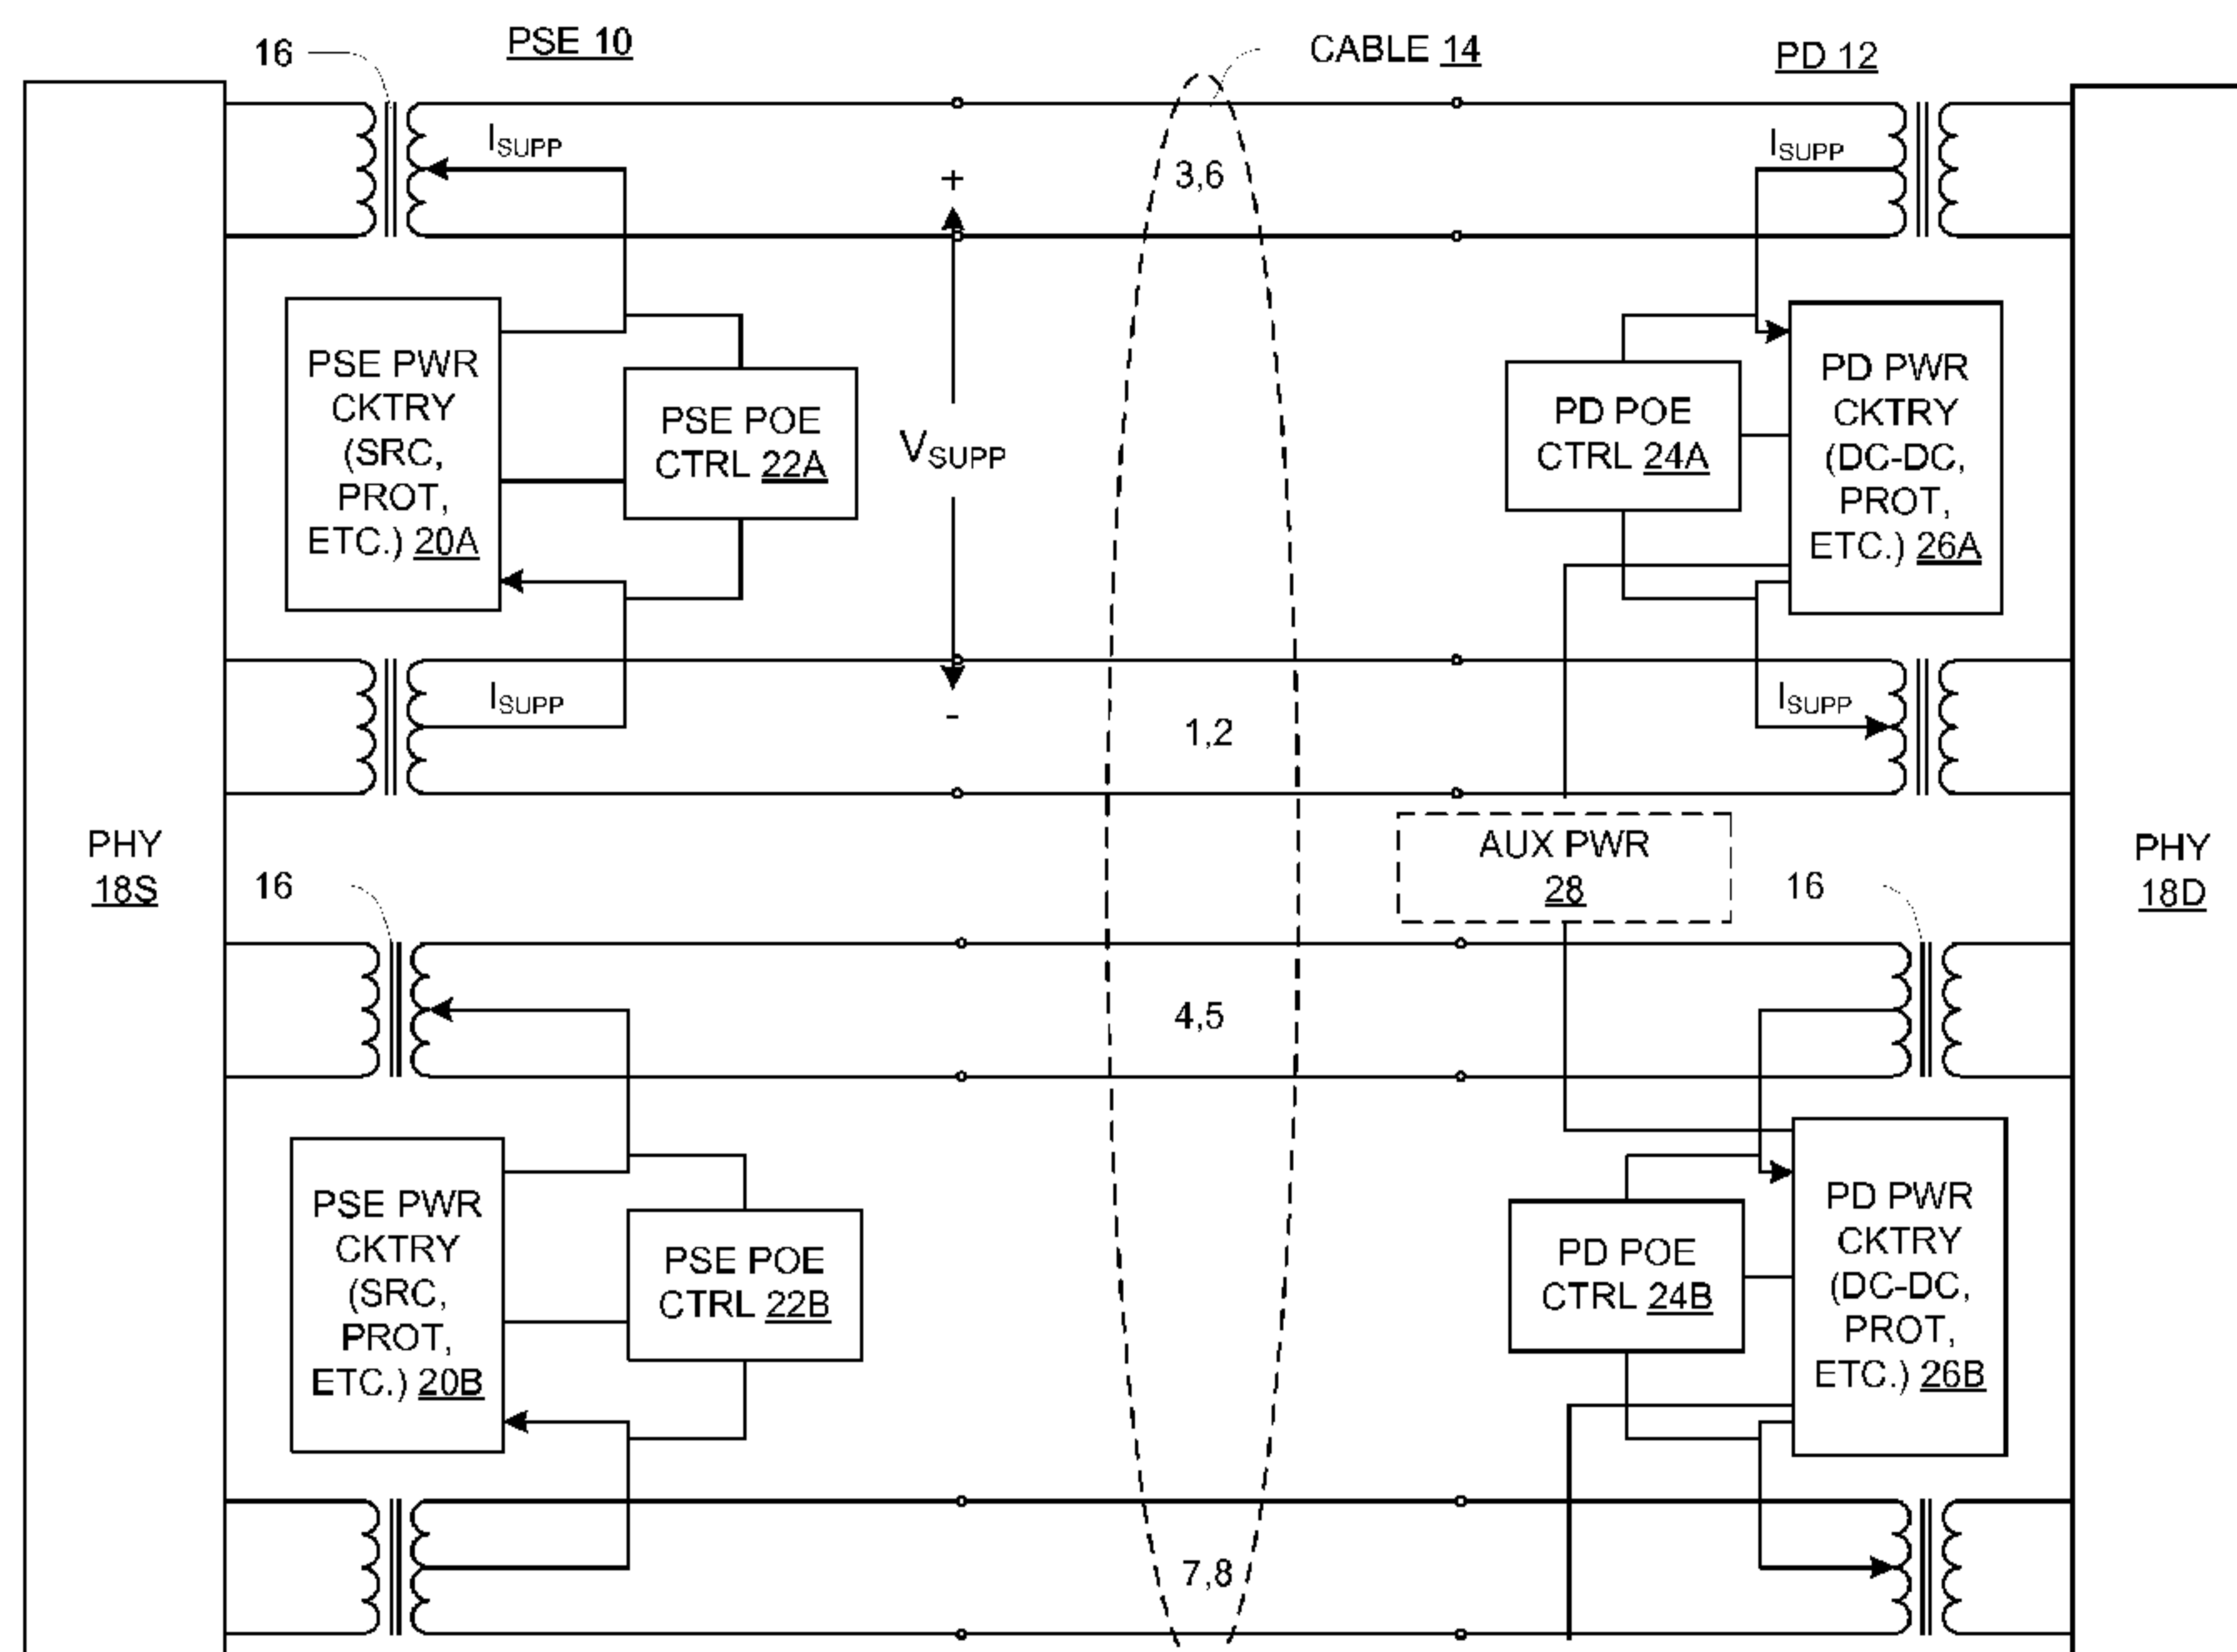 16
PSE 10
CABLE 14
PD 12
ISUPP
ISUPP
+
3,6
PSE PWR
CKTRY
(SRC,
PROT,
ETC.) 20A
PSE POE
CTRL 22A
VSUPP
PD POE
CTRL 24A
PD PWR
CKTRY
(DC-DC,
PROT,
ETC.) 26A
ISUPP
ISUPP
-
1,2
PHY
18S
16
AUX PWR
28
16
PHY
18D
4,5
PSE PWR
CKTRY
(SRC,
PROT,
ETC.) 20B
PSE POE
CTRL 22B
PD POE
CTRL 24B
PD PWR
CKTRY
(DC-DC,
PROT,
ETC.) 26B
7,8